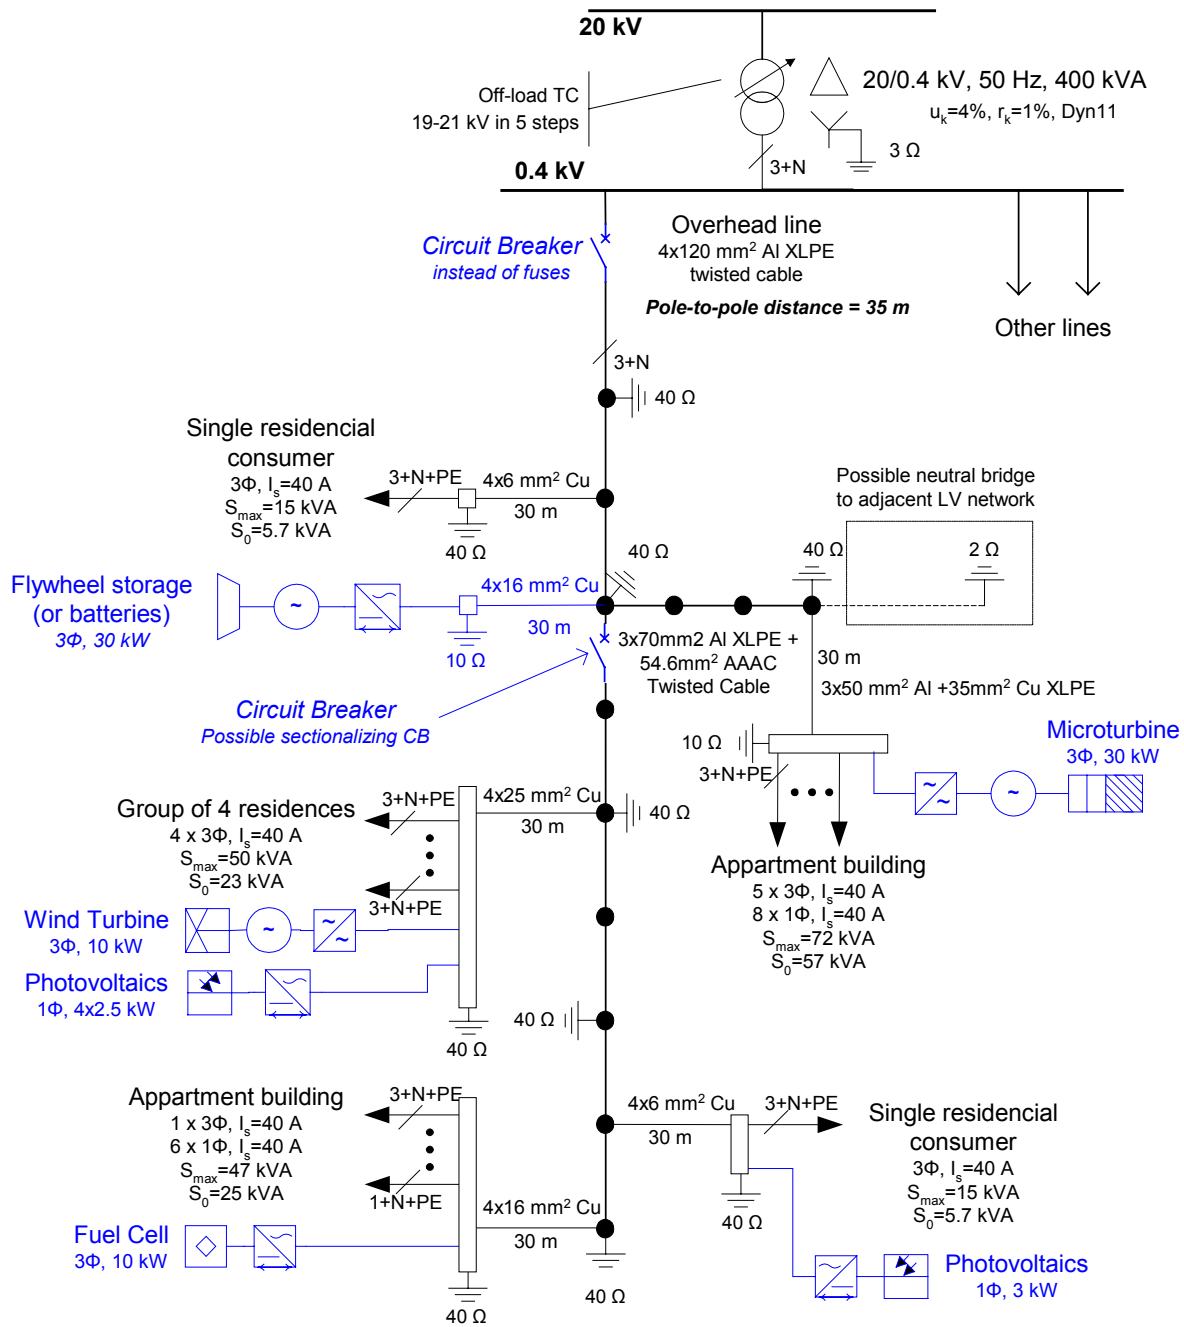 20 kV
Off-load TC
19-21 kV in 5 steps
20/0.4 kV, 50 Hz, 400 kVA
uk=4%, rk=1%, Dyn11
3 Ω
3+N
0.4 kV
Circuit Breaker
instead of fuses
Overhead line
4x120 mm² Al XLPE
twisted cable
Pole-to-pole distance = 35 m
Other lines
3+N
40 Ω
Single residencial
consumer
3Φ, Is=40 A
Smax=15 kVA
S0=5.7 kVA
3+N+PE
4x6 mm² Cu
30 m
40 Ω
Possible neutral bridge
to adjacent LV network
40 Ω
40 Ω
2 Ω
Flywheel storage
(or batteries)
3Φ, 30 kW
~
4x16 mm² Cu
30 m
10 Ω
3x70mm2 Al XLPE +
54.6mm² AAAC
Twisted Cable
30 m
3x50 mm² Al +35mm² Cu XLPE
Circuit Breaker
Possible sectionalizing CB
10 Ω
3+N+PE
Microturbine
3Φ, 30 kW
~
~
~
Appartment building
5 x 3Φ, Is=40 A
8 x 1Φ, Is=40 A
Smax=72 kVA
S0=57 kVA
Group of 4 residences
4 x 3Φ, Is=40 A
Smax=50 kVA
S0=23 kVA
3+N+PE
3+N+PE
4x25 mm² Cu
30 m
40 Ω
Wind Turbine
3Φ, 10 kW
~
~
~
Photovoltaics
1Φ, 4x2.5 kW
40 Ω
40 Ω
Appartment building
1 x 3Φ, Is=40 A
6 x 1Φ, Is=40 A
Smax=47 kVA
S0=25 kVA
3+N+PE
1+N+PE
4x16 mm² Cu
30 m
Fuel Cell
3Φ, 10 kW
40 Ω
40 Ω
4x6 mm² Cu
30 m
3+N+PE
40 Ω
Single residencial
consumer
3Φ, Is=40 A
Smax=15 kVA
S0=5.7 kVA
Photovoltaics
1Φ, 3 kW